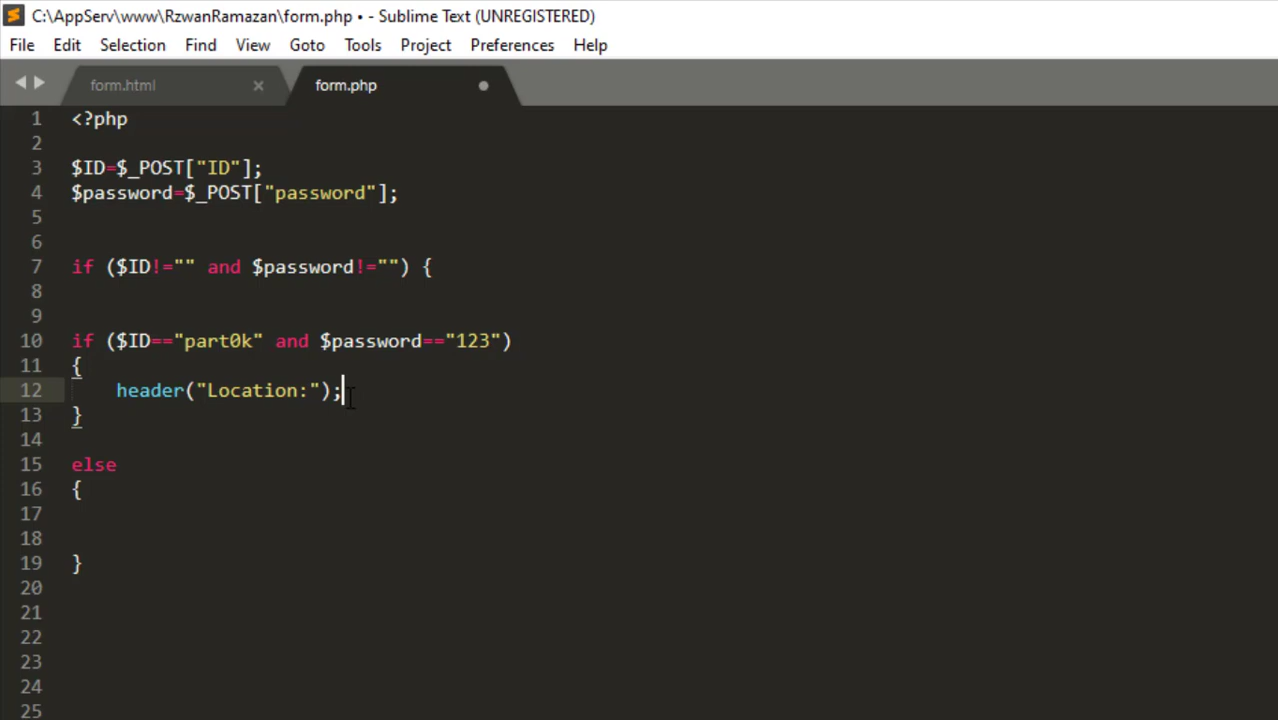 C:\AppServ\www\RzwanRamazan\form.php • - Sublime Text (UNREGISTERED)
File Edit Selection Find View Goto Tools Project Preferences Help
form.html × form.php
1 <?php
2
3 $ID=$_POST["ID"];
4 $password=$_POST["password"];
5
6
7 if ($ID!="" and $password!="") {
8
9
10 if ($ID=="part0k" and $password=="123")
11 {
12 header("Location:");
13 }
14
15 else
16 {
17
18
19 }
20
21
22
23
24
25